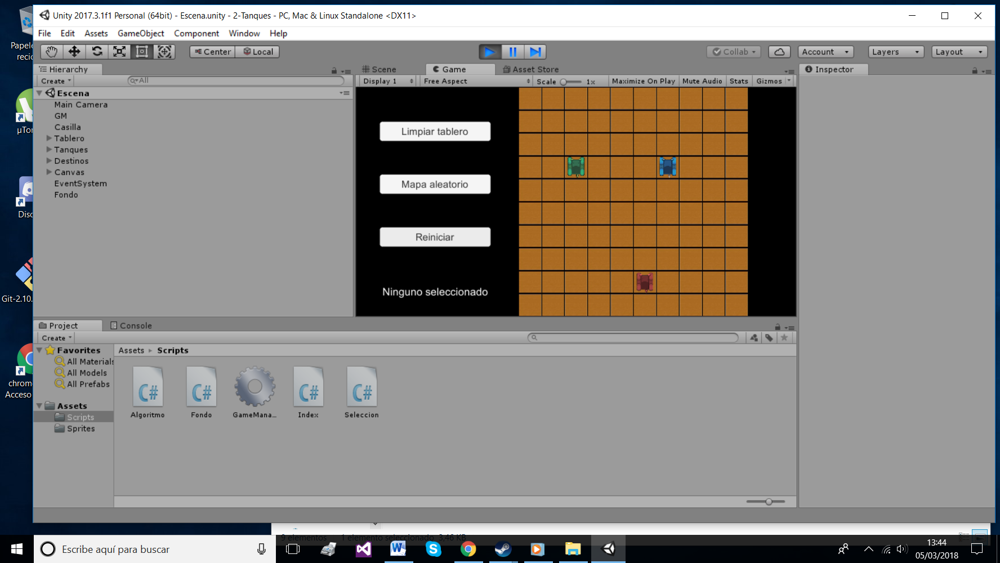 Unity 2017.3.1f1 Personal (64bit) - Escena.unity - 2-Tanques - PC, Mac & Linux Standalone <DX11>
File Edit Assets GameObject Component Window Help
Center Local Collab Account Layers Layout
Hierarchy
Create All
Escena
Main Camera
GM
Casilla
Tablero
Tanques
Destinos
Canvas
EventSystem
Fondo
Scene Game Asset Store
Display 1 Free Aspect Scale 1x Maximize On Play Mute Audio Stats Gizmos
Limpiar tablero
Mapa aleatorio
Reiniciar
Ninguno seleccionado
Inspector
Project Console
Create
Favorites
All Materials
All Models
All Prefabs
Assets
Scripts
Sprites
Assets Scripts
C# C# C# C#
Algoritmo Fondo GameMana... Index Seleccion
Papele
recic
µTor
Disc
Git-2.10.
chrome
Acceso
9 elementos 1 elemento seleccionado 3,46 KB
Escribe aquí para buscar
13:44
05/03/2018